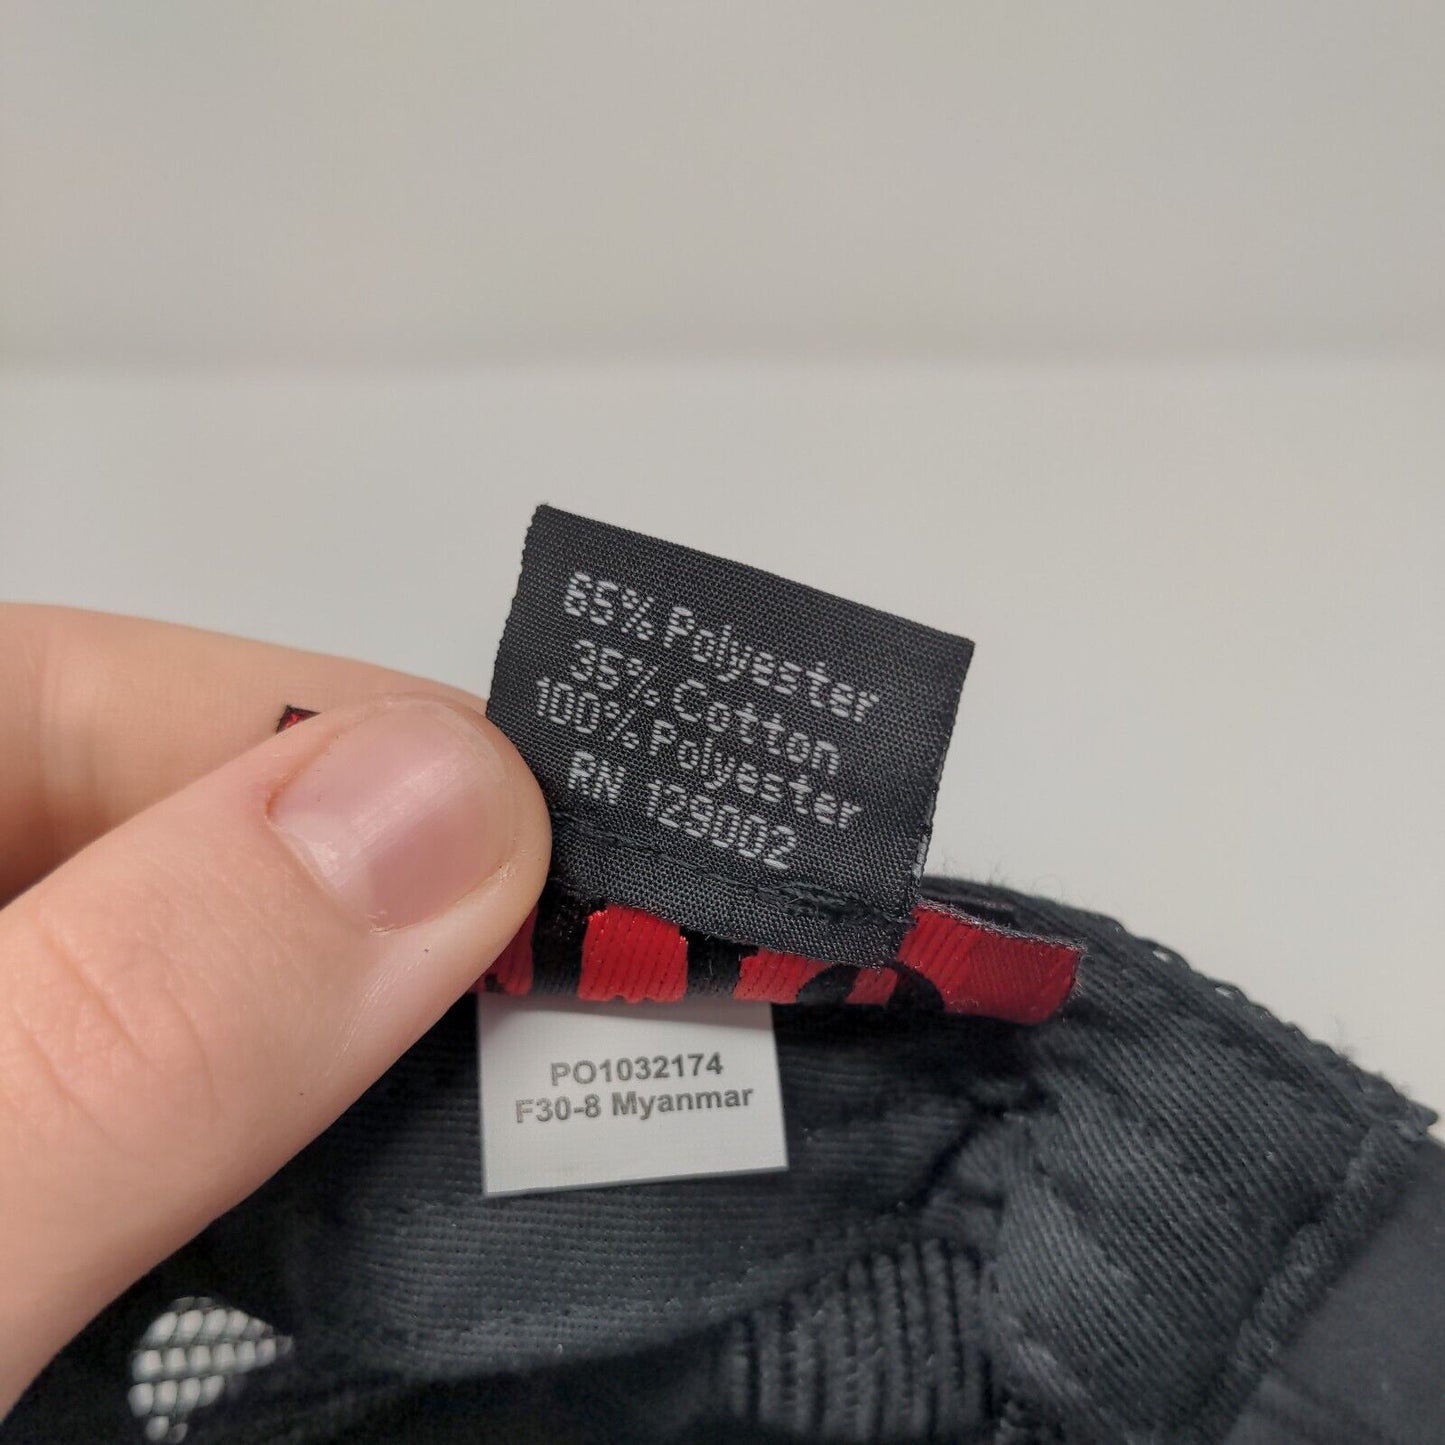 65% Polyester
35% Cotton
100% Polyester
RN 129002
PO1032174
F30-8 Myanmar